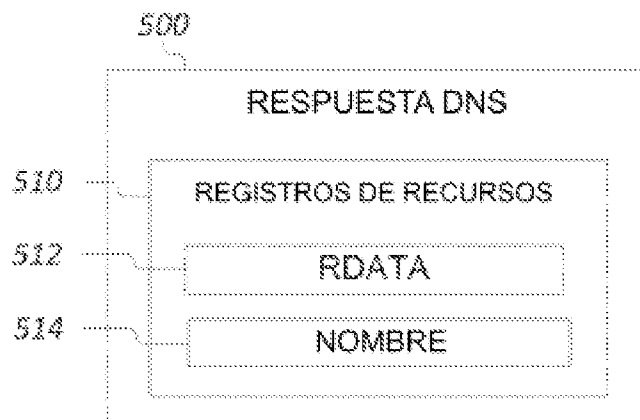 500
RESPUESTA DNS
510
REGISTROS DE RECURSOS
512
RDATA
514
NOMBRE